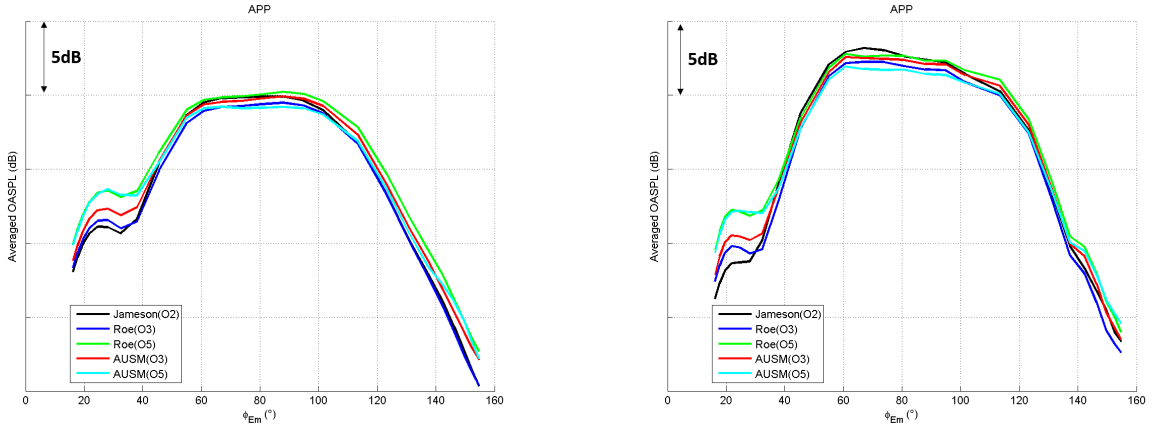 APP
5dB
Averaged OASPL (dB)
Jameson(O2)
Roe(O3)
Roe(O5)
AUSM(O3)
AUSM(O5)
0 20 40 60 80 100 120 140 160
ϕEm (°)
APP
5dB
Averaged OASPL (dB)
Jameson(O2)
Roe(O3)
Roe(O5)
AUSM(O3)
AUSM(O5)
0 20 40 60 80 100 120 140 160
ϕEm (°)